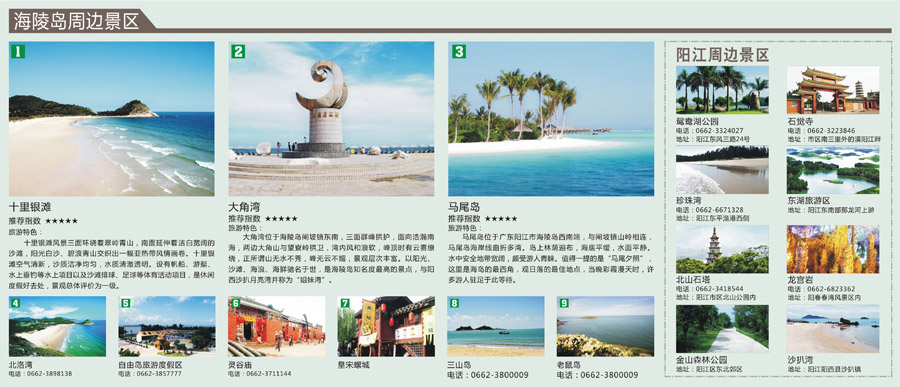 海陵岛周边景区
1
十里银滩
推荐指数 ★★★★★
旅游特色：
十里银滩风景三面环绕着翠岭青山，南面延伸着洁白宽阔的
沙滩，阳光白沙、碧浪青山交织出一幅亚热带风情画卷。十里银
滩空气清新，沙质洁净均匀，水质清澈透明。设有帆船、游艇、
水上垂钓等水上项目以及沙滩排球、足球等体育活动项目，是休闲
度假好去处，景观总体评价为一级。
2
大角湾
推荐指数 ★★★★★
旅游特色：
大角湾位于海陵岛闸坡镇东南，三面群峰拱护，面向浩瀚南
海，两边大角山与望寮岭拱卫，湾内风和浪软，峰顶时有云雾缭
绕，正所谓山无水不秀，峰无云不媚，景观层次丰富。以阳光、
沙滩、海浪、海鲜驰名于世，是海陵岛知名度最高的景点，与阳
西沙扒月亮湾并称为“姐妹湾”。
3
马尾岛
推荐指数 ★★★★★
旅游特色：
马尾岛位于广东阳江市海陵岛西南端，与闸坡镇山岭相连，
马尾岛海岸线曲折多湾。岛上林荫遍布，海底平缓，水面平静。
水中安全地带宽阔，颇受游人青睐。值得一提的是“马尾夕照”，
这里是海岛的最西角，观日落的最佳地点，当晚彩霞漫天时，许
多游人驻足于此等待。
4
北洛湾
电话：0662-3898138
5
自由岛旅游度假区
电话：0662-3857777
6
灵谷庙
电话：0662-3711144
7
皇宋螺城
8
三山岛
电话：0662-3800009
9
老鼠岛
电话：0662-3800009
阳江周边景区
鸳鸯湖公园
电话：0662-3324027
地址：阳江东风三路24号
石觉寺
电话：0662-3223846
地址：市区南三里外的漠阳江畔
珍珠湾
电话：0662-6671328
地址：阳江东平渔港西侧
东湖旅游区
地址：阳江东南部那龙河上游
北山石塔
电话：0662-3418544
地址：阳江市区北山公园内
龙宫岩
电话：0662-6823362
地址：阳春春湾风景区内
金山森林公园
地址：阳江区东北郊区
沙扒湾
地址：阳江阳西县沙扒镇